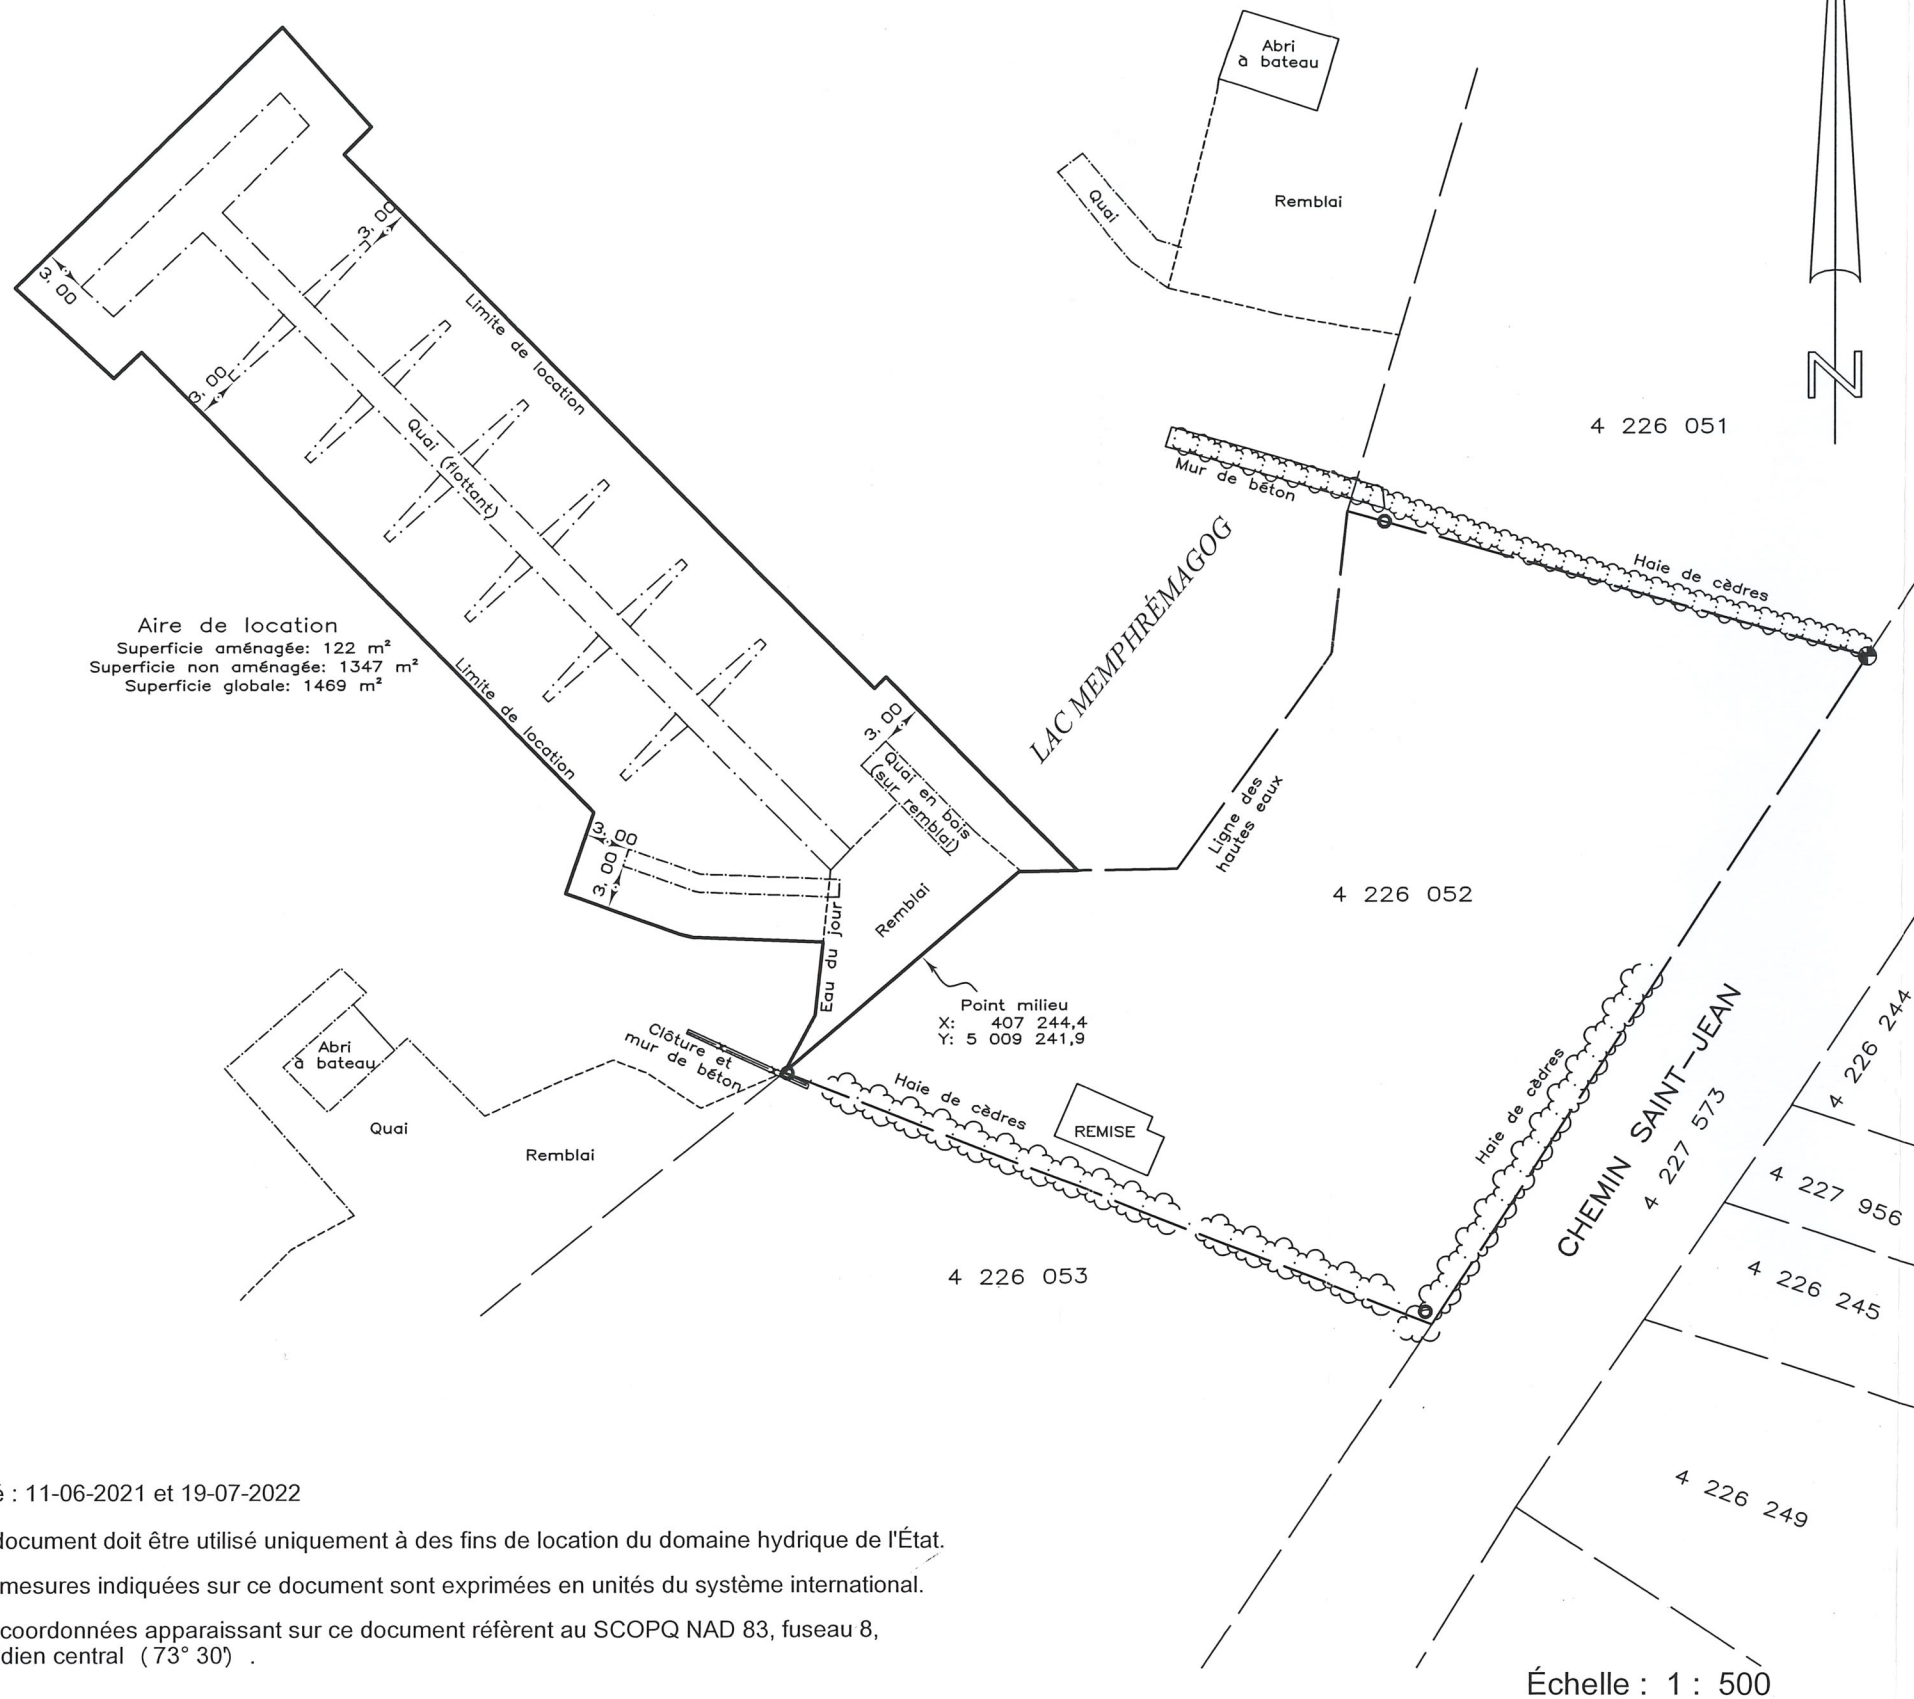 Abri
à bateau
Remblai
Quai
N
3.00
3.00
3.00
Limite de location
Quai (flottant)
4 226 051
Mur de béton
Haie de cèdres
LAC MEMPHRÉMAGOG
Aire de location
Superficie aménagée: 122 m²
Superficie non aménagée: 1347 m²
Superficie globale: 1469 m²
Limite de location
3.00
Quai en bois
(sur remblai)
Ligne des
hautes eaux
3.00
3.00
4 226 052
Remblai
Eau du jour
Point milieu
X: 407 244,4
Y: 5 009 241,9
Clôture et
mur de béton
Abri
à bateau
Quai
Remblai
Haie de cèdres
REMISE
Haie de cèdres
CHEMIN SAINT-JEAN
4 227 573
4 226 244
4 227 956
4 226 245
4 226 053
4 226 249
é : 11-06-2021 et 19-07-2022
document doit être utilisé uniquement à des fins de location du domaine hydrique de l'État.
mesures indiquées sur ce document sont exprimées en unités du système international.
coordonnées apparaissant sur ce document réfèrent au SCOPQ NAD 83, fuseau 8,
dien central (73° 30') .
Échelle : 1 : 500